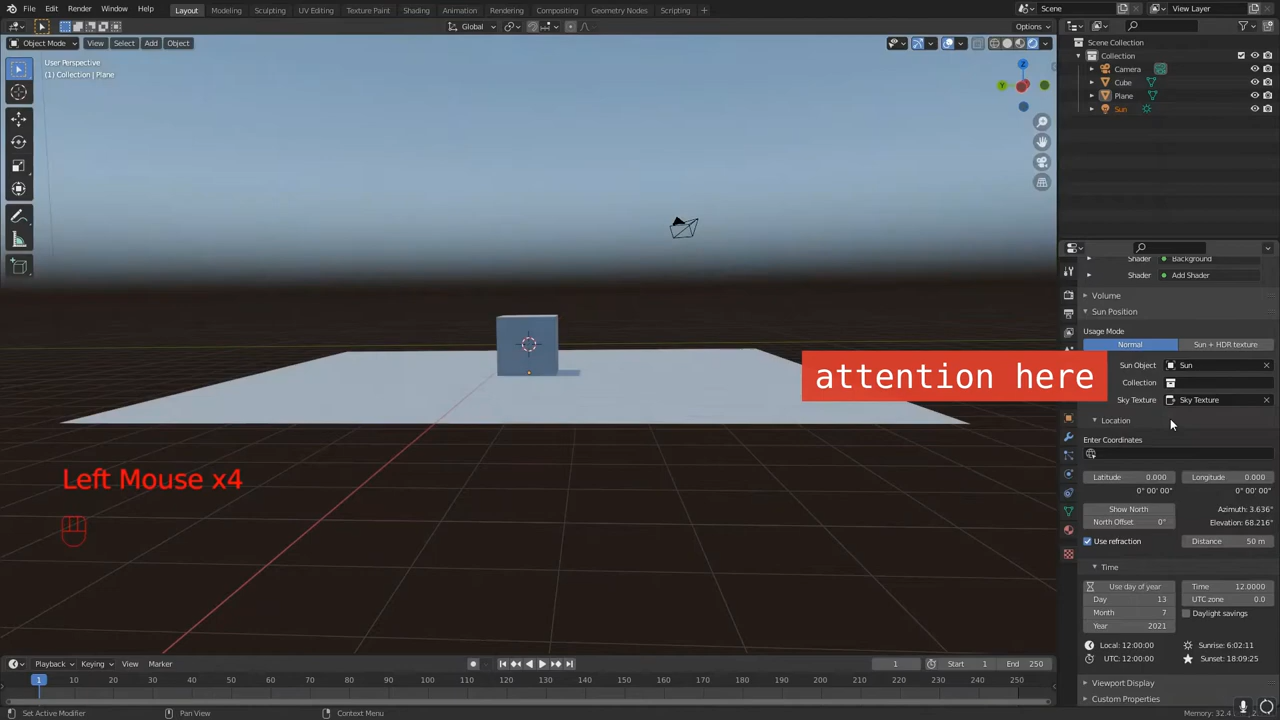 File Edit Render Window Help Layout Modeling Sculpting UV Editing Texture Paint Shading Animation Rendering Compositing Geometry Nodes Scripting + Scene View Layer
Global Options
Object Mode View Select Add Object
User Perspective
(1) Collection | Plane
Z
Y
Scene Collection
Collection
Camera
Cube
Plane
Sun
Shader Background
Shader Add Shader
Volume
Sun Position
Usage Mode
Normal Sun + HDR texture
attention here
Sun Object Sun
Collection
Sky Texture Sky Texture
Location
Enter Coordinates
Latitude 0.000 Longitude 0.000
0° 00' 00" 0° 00' 00"
Show North Azimuth: 3.636°
North Offset 0° Elevation: 68.216°
Use refraction Distance 50 m
Time
Use day of year Time 12.0000
Day 13 UTC zone 0.0
Month 7 Daylight savings
Year 2021
Local: 12:00:00 Sunrise: 6:02:11
UTC: 12:00:00 Sunset: 18:09:25
Viewport Display
Custom Properties
Left Mouse x4
Playback Keying View Marker 1 Start 1 End 250
1 10 20 30 40 50 60 70 80 90 100 110 120 130 140 150 160 170 180 190 200 210 220 230 240 250
Set Active Modifier Pan View Context Menu Memory: 32.4